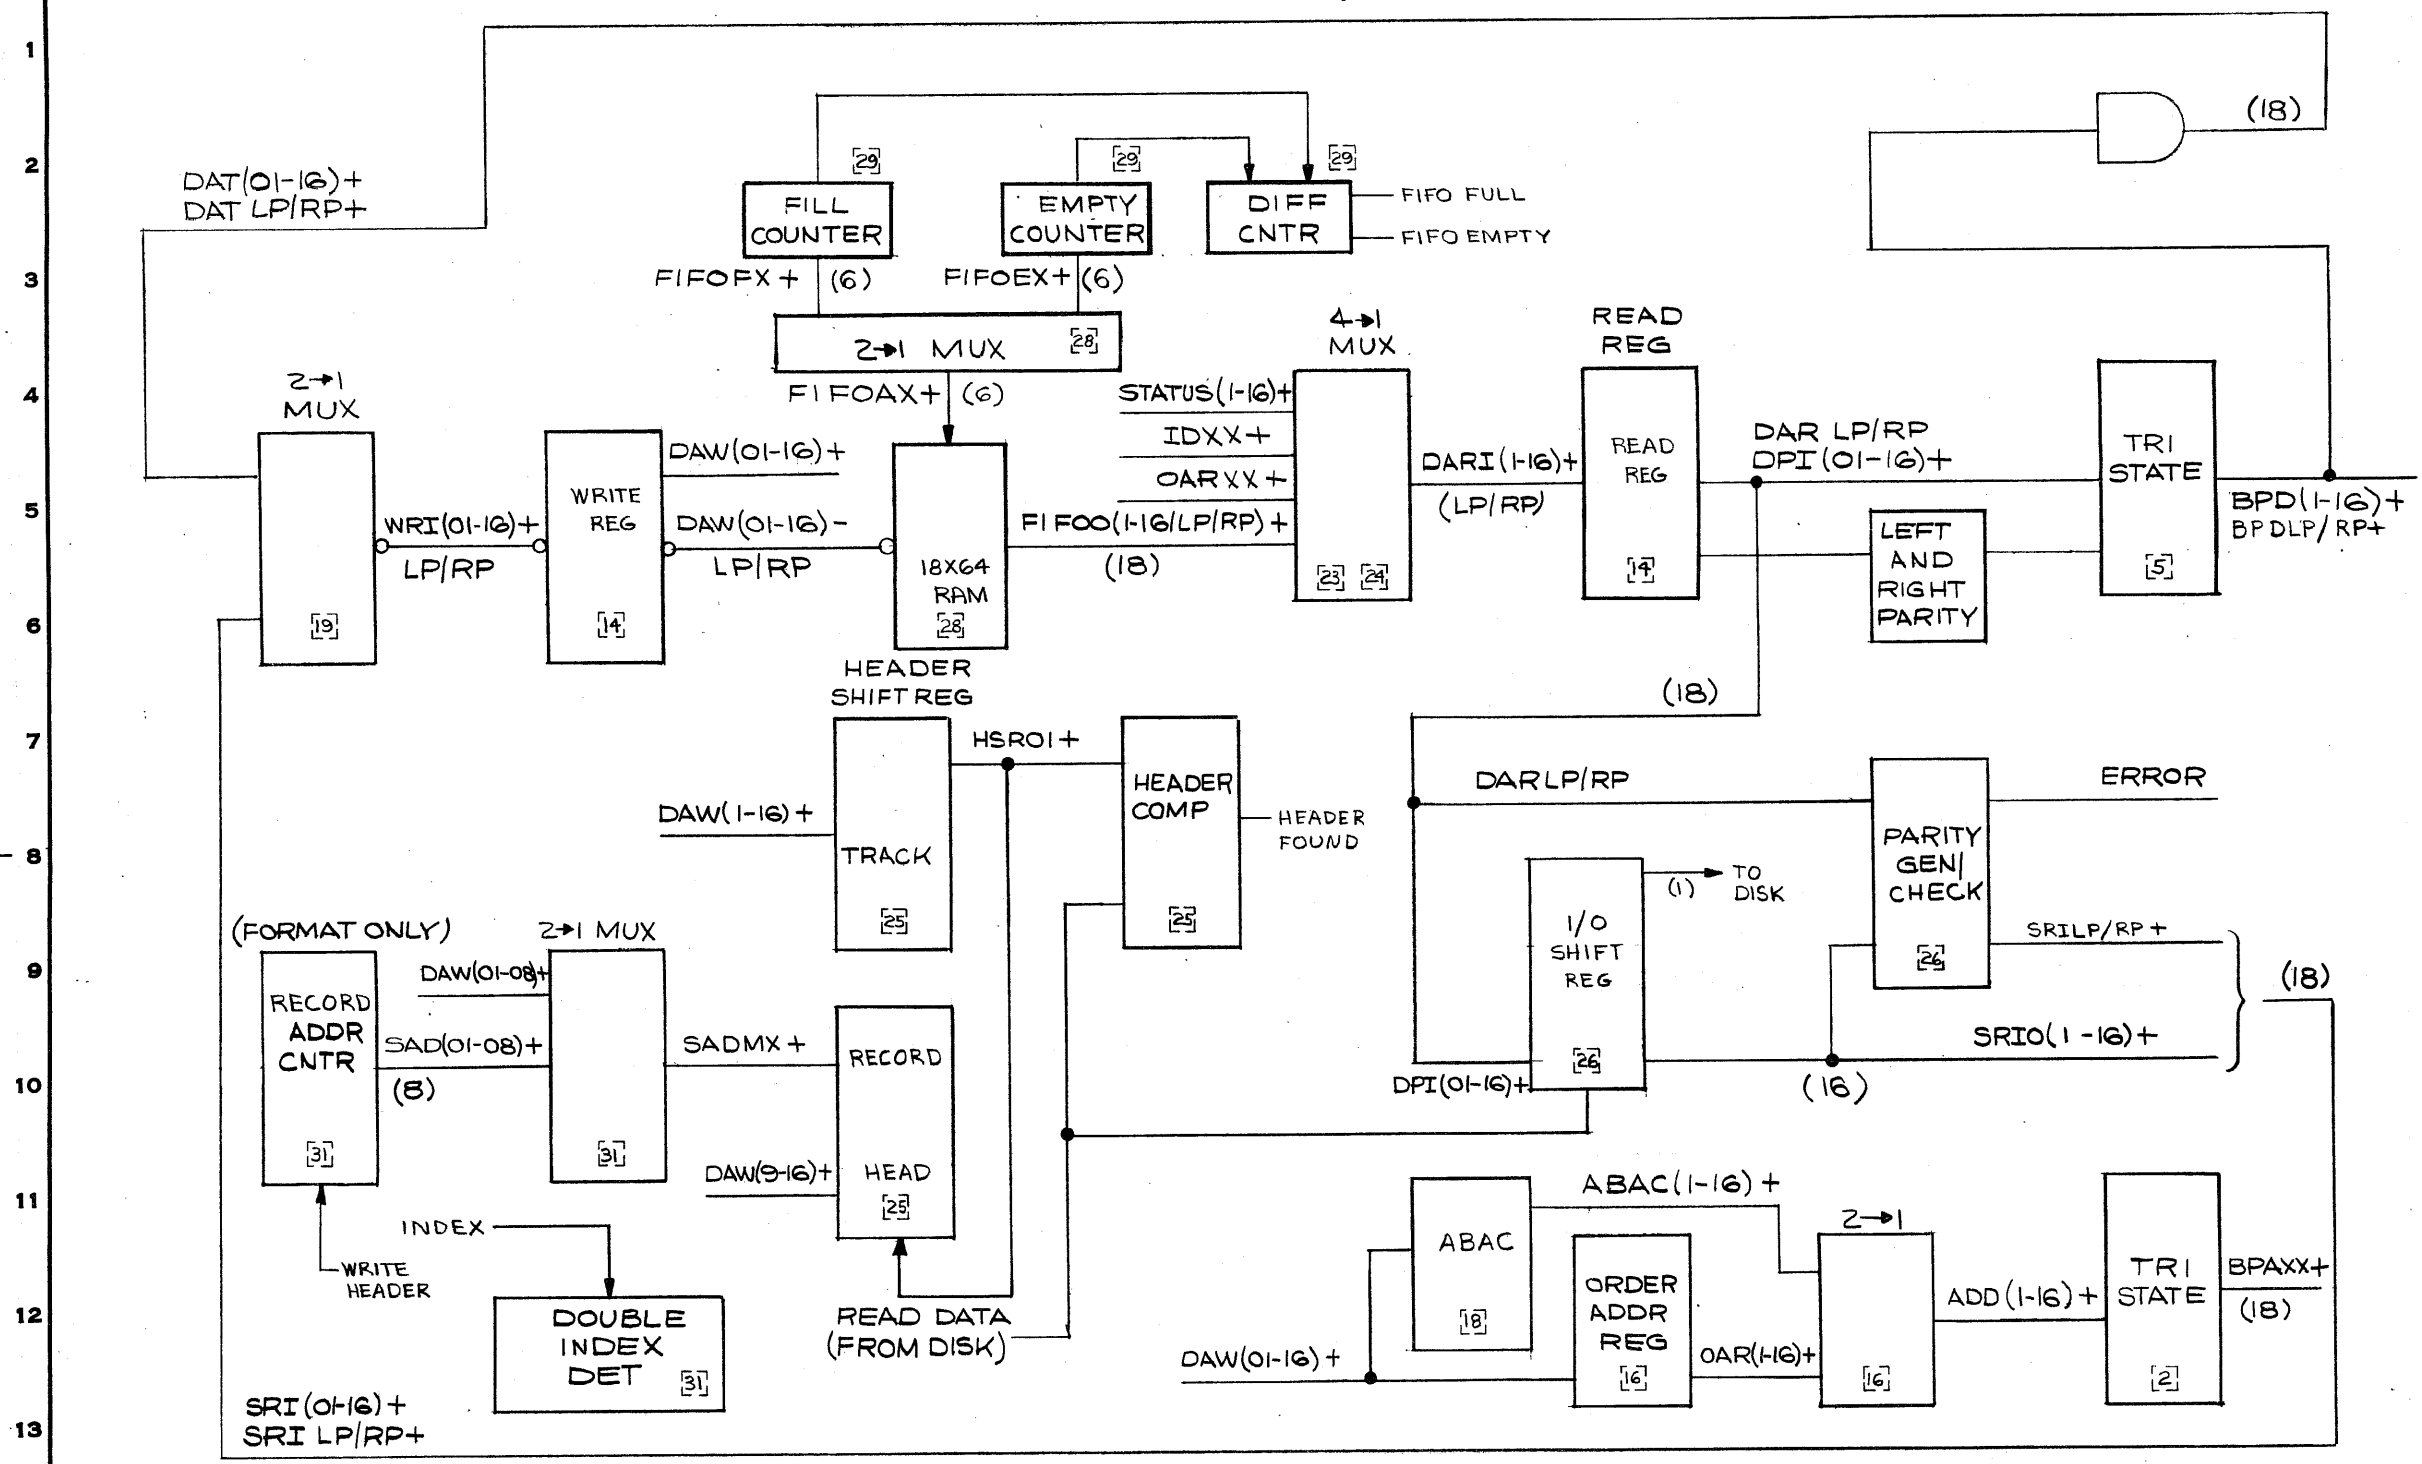 1
(18)
2
[29]
[29]
[29]
DAT(01-16)+
DAT LP/RP+
FILL
COUNTER
EMPTY
COUNTER
DIFF
CNTR
FIFO FULL
FIFO EMPTY
3
FIFOFX+ (6)
FIFOEX+ (6)
2→1 MUX [28]
4→1
MUX
READ
REG
4
2→1
MUX
FIFOAX+ (6)
STATUS(1-16)+
IDXX+
OARXX+
FIFOO(1-16/LP/RP)+
(18)
DAW(01-16)+
WRITE
REG
DARI(1-16)+
(LP/RP)
READ
REG
DAR LP/RP
DPI(01-16)+
TRI
STATE
5
WRI(01-16)+
LP/RP
DAW(01-16)-
LP/RP
18X64
RAM
[28]
[23] [24]
[14]
LEFT
AND
RIGHT
PARITY
[5]
BPD(1-16)+
BPDLP/RP+
6
[19]
[14]
HEADER
SHIFT REG
(18)
7
HSR01+
HEADER
COMP
DARLP/RP
ERROR
DAW(1-16)+
HEADER
FOUND
8
TRACK
[25]
[25]
PARITY
GEN/
CHECK
[26]
(1)
TO
DISK
I/O
SHIFT
REG
[26]
(FORMAT ONLY)
2→1 MUX
SRILP/RP+
9
DAW(01-08)+
(18)
RECORD
ADDR
CNTR
SAD(01-08)+
(8)
SADMX+
RECORD
SRIO(1-16)+
10
DPI(01-16)+
(16)
[31]
[31]
DAW(9-16)+
HEAD
[25]
11
INDEX
WRITE
HEADER
ABAC
[18]
ABAC(1-16)+
2→1
ORDER
ADDR
REG
[16]
TRI
STATE
BPAXX+
(18)
12
DOUBLE
INDEX
DET
[31]
READ DATA
(FROM DISK)
ADD(1-16)+
DAW(01-16)+
OAR(1-16)+
[16]
[2]
SRI(01-16)+
SRI LP/RP+
13